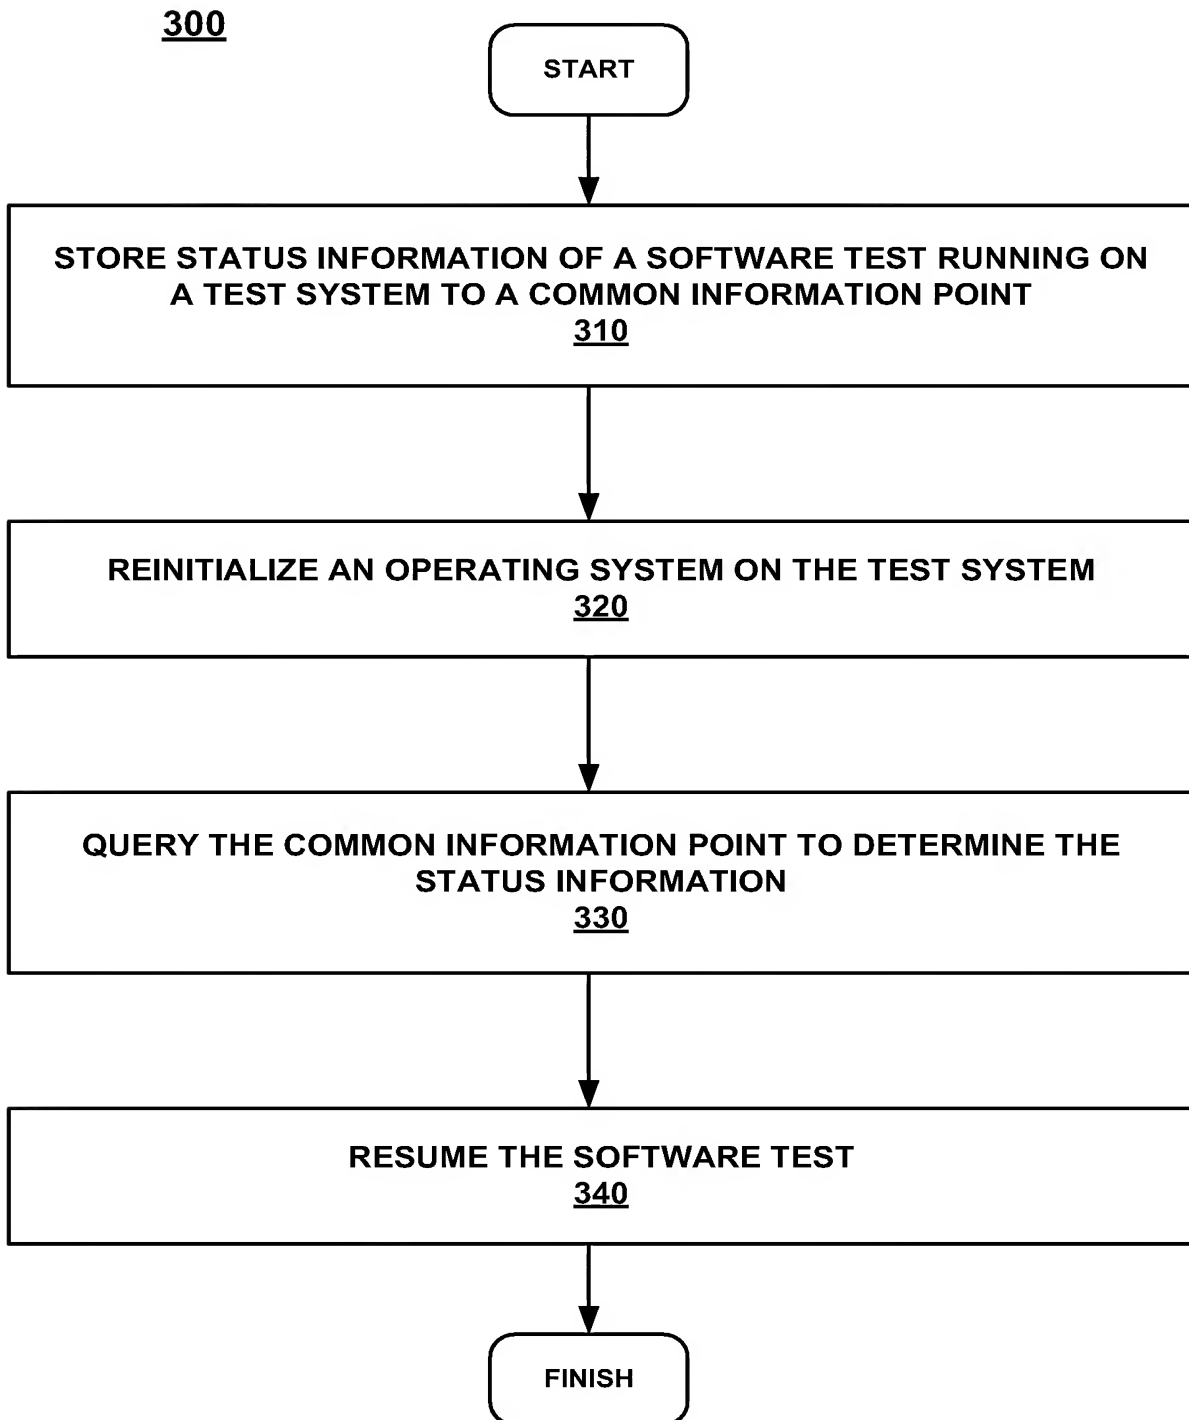 300
START
STORE STATUS INFORMATION OF A SOFTWARE TEST RUNNING ON
A TEST SYSTEM TO A COMMON INFORMATION POINT
310
REINITIALIZE AN OPERATING SYSTEM ON THE TEST SYSTEM
320
QUERY THE COMMON INFORMATION POINT TO DETERMINE THE
STATUS INFORMATION
330
RESUME THE SOFTWARE TEST
340
FINISH